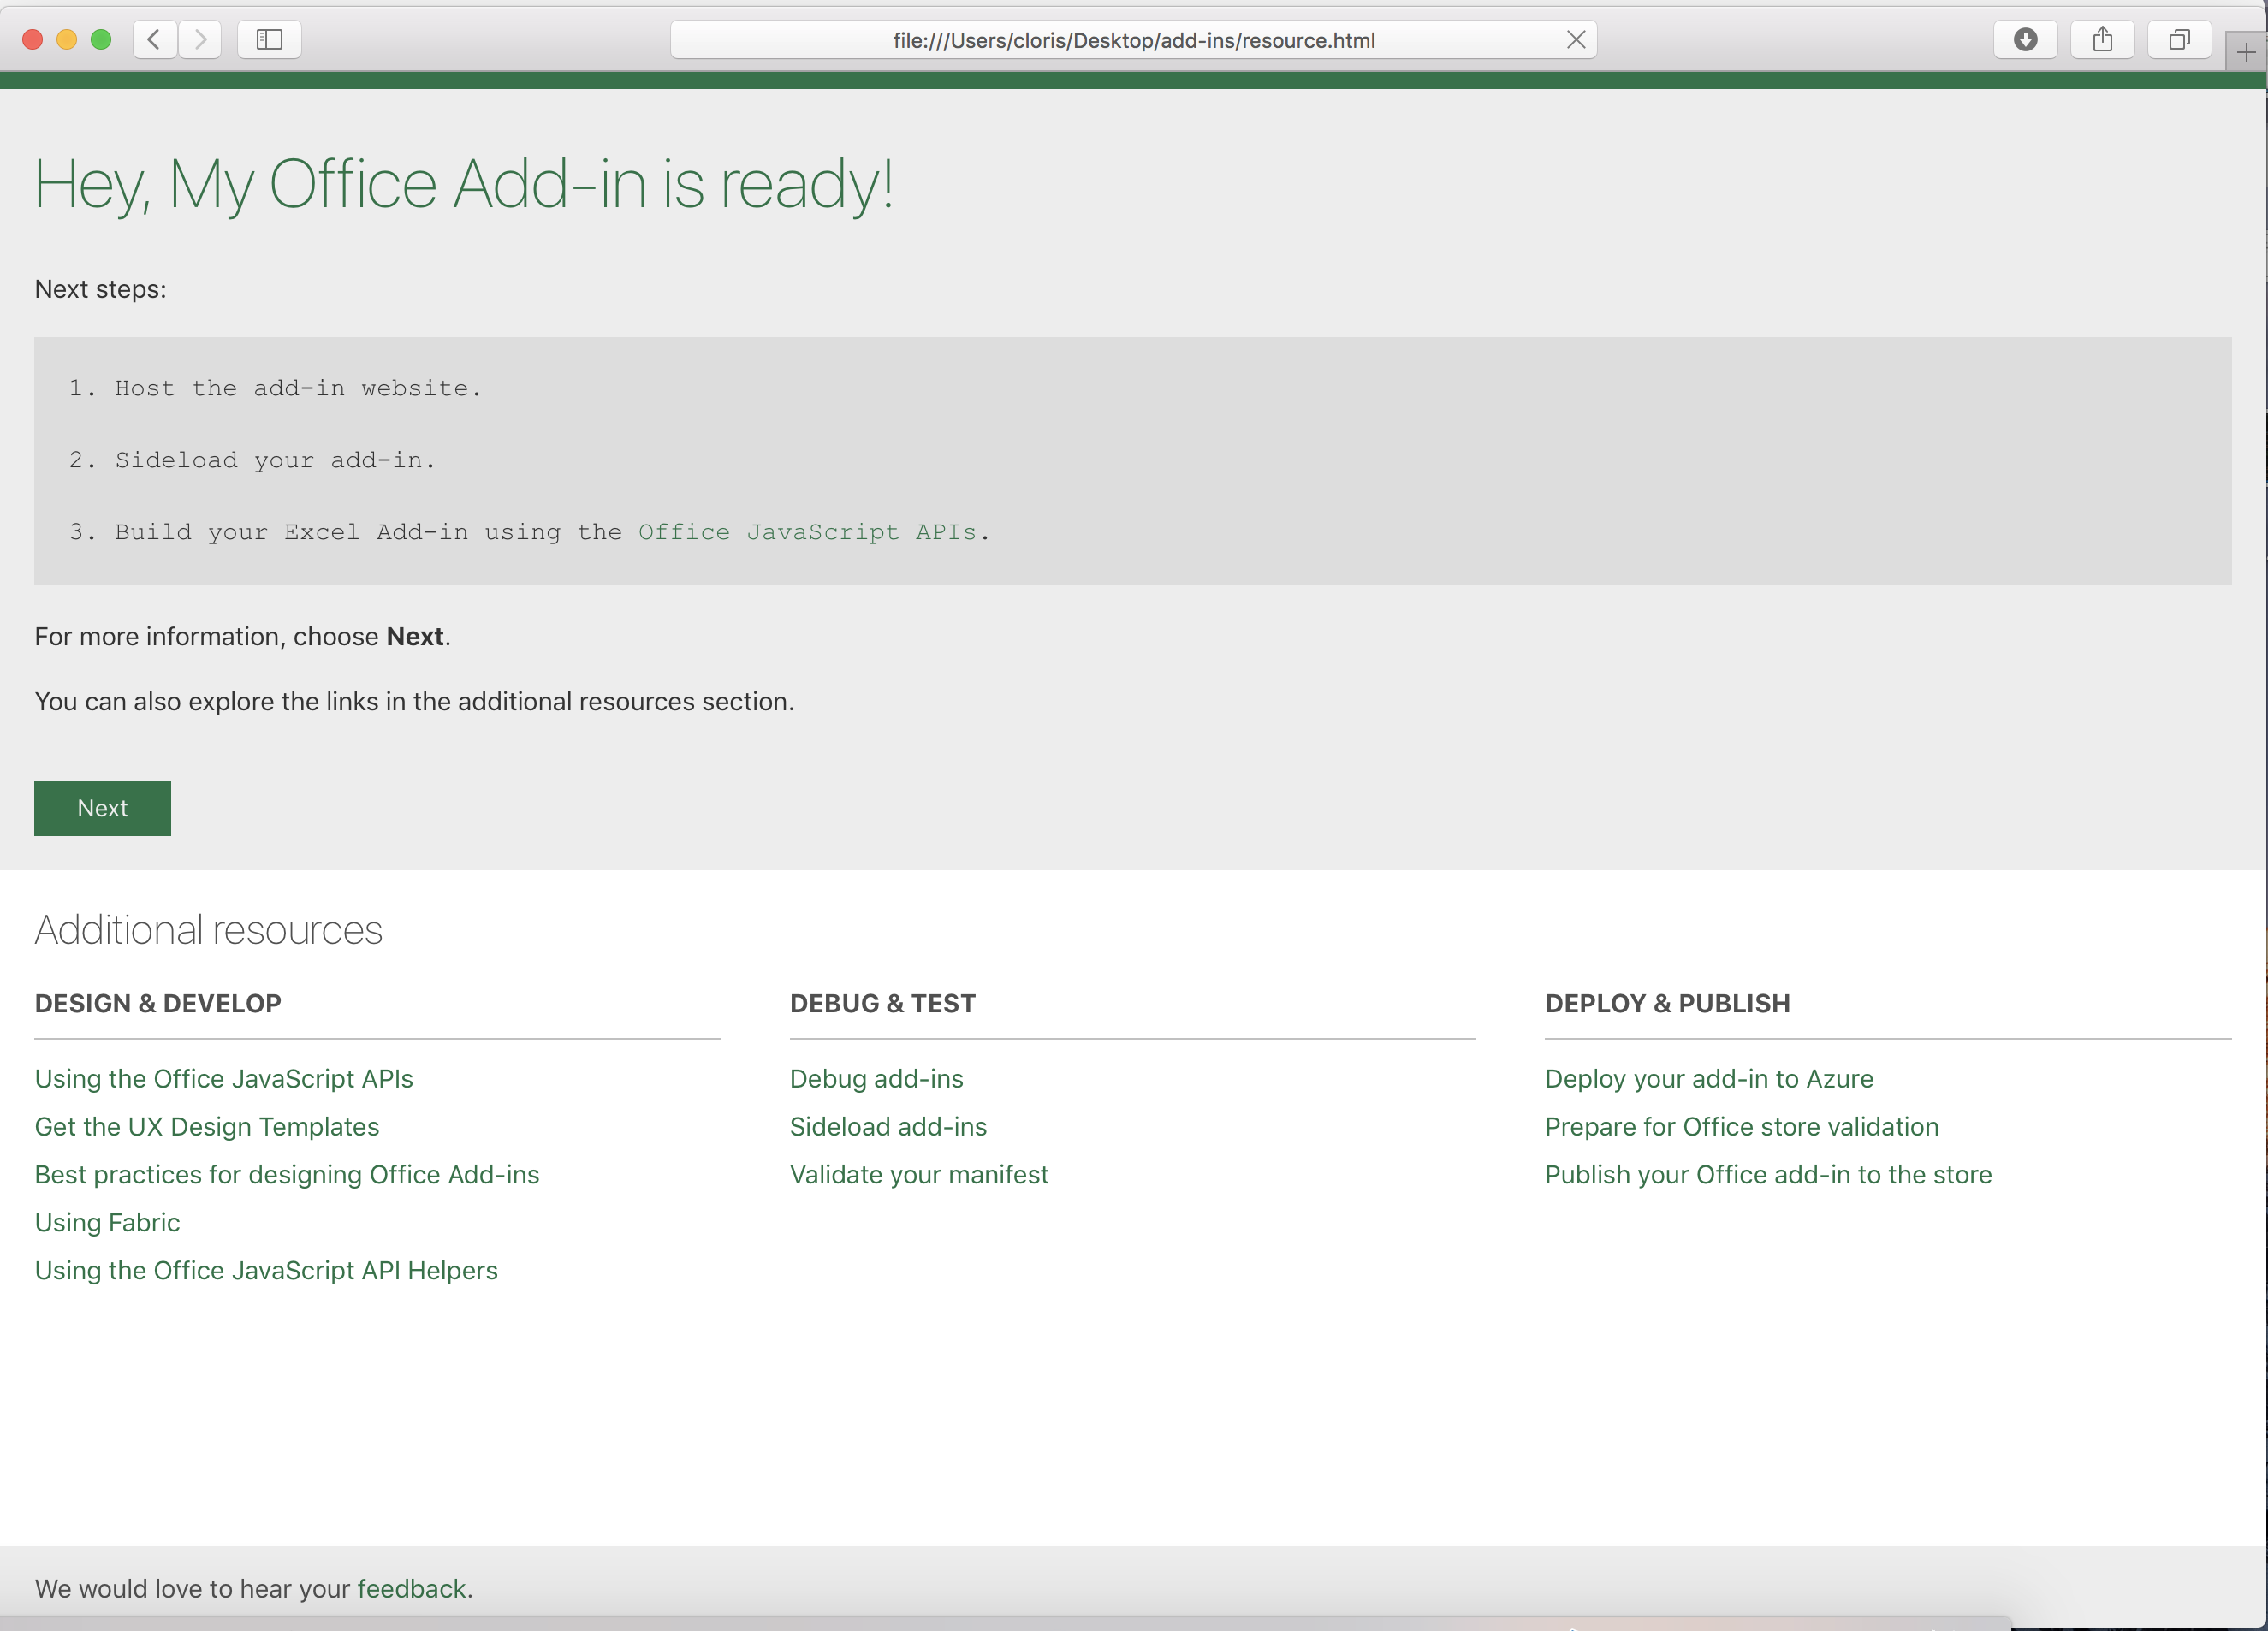 file:///Users/cloris/Desktop/add-ins/resource.html
Hey, My Office Add-in is ready!
Next steps:
1. Host the add-in website.
2. Sideload your add-in.
3. Build your Excel Add-in using the Office JavaScript APIs.
For more information, choose Next.
You can also explore the links in the additional resources section.
Next
Additional resources
DESIGN & DEVELOP
Using the Office JavaScript APIs
Get the UX Design Templates
Best practices for designing Office Add-ins
Using Fabric
Using the Office JavaScript API Helpers
DEBUG & TEST
Debug add-ins
Sideload add-ins
Validate your manifest
DEPLOY & PUBLISH
Deploy your add-in to Azure
Prepare for Office store validation
Publish your Office add-in to the store
We would love to hear your feedback.